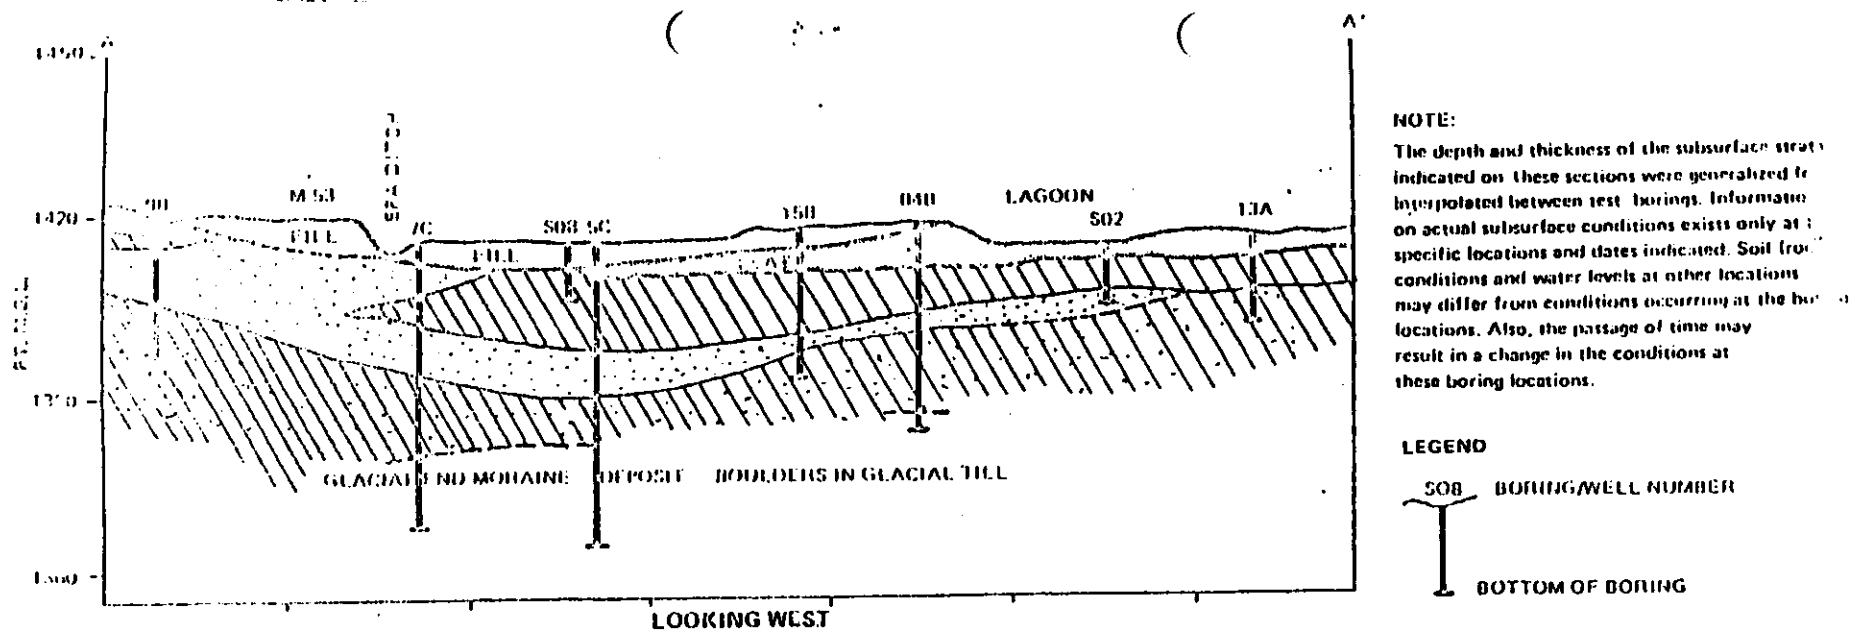 A'
1420
M 53
FILL
7C
S08 5C
FILL
15B
04B
LAGOON
S02
13A
GLACIAL END MORAINE DEPOSIT BOULDERS IN GLACIAL TILL
LOOKING WEST
NOTE:
The depth and thickness of the subsurface
indicated on these sections were generalized
interpolated between test borings.
on actual subsurface conditions exists only at
specific locations and dates indicated. Soil
conditions and water levels at other locations
may differ from conditions occurring at the
locations. Also, the passage of time may
result in a change in the conditions at
these boring locations.
LEGEND
S08 BORING/WELL NUMBER
BOTTOM OF BORING